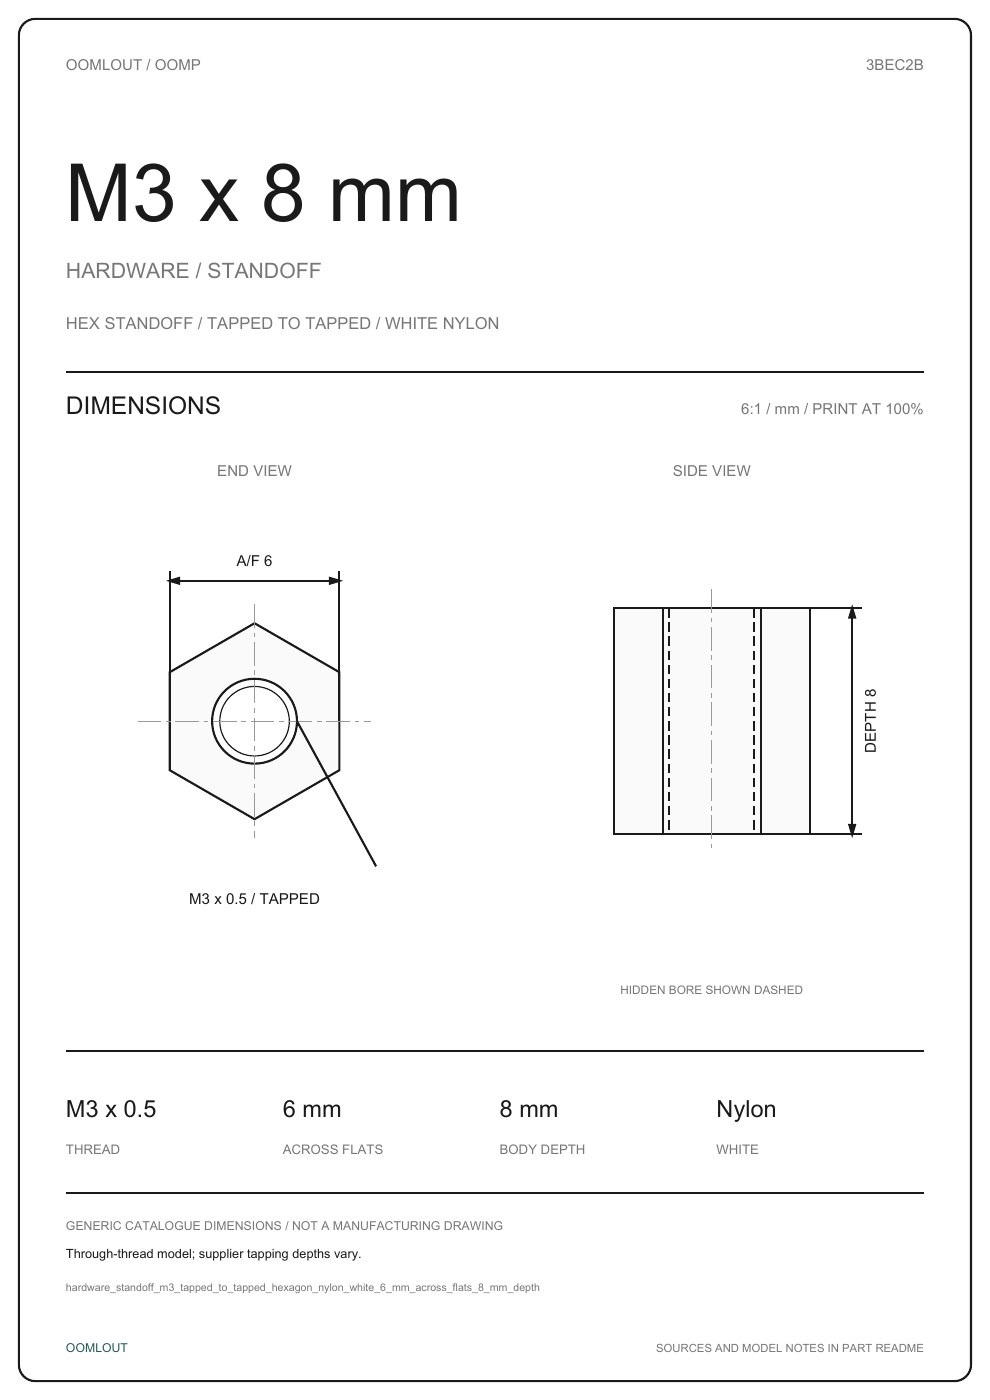 OOMLOUT / OOMP
3BEC2B
M3 x 8 mm
HARDWARE / STANDOFF
HEX STANDOFF / TAPPED TO TAPPED / WHITE NYLON
DIMENSIONS
6:1 / mm / PRINT AT 100%
END VIEW
SIDE VIEW
A/F 6
DEPTH 8
M3 x 0.5 / TAPPED
HIDDEN BORE SHOWN DASHED
M3 x 0.5
6 mm
8 mm
Nylon
THREAD
ACROSS FLATS
BODY DEPTH
WHITE
GENERIC CATALOGUE DIMENSIONS / NOT A MANUFACTURING DRAWING
Through-thread model; supplier tapping depths vary.
hardware_standoff_m3_tapped_to_tapped_hexagon_nylon_white_6_mm_across_flats_8_mm_depth
OOMLOUT
SOURCES AND MODEL NOTES IN PART README